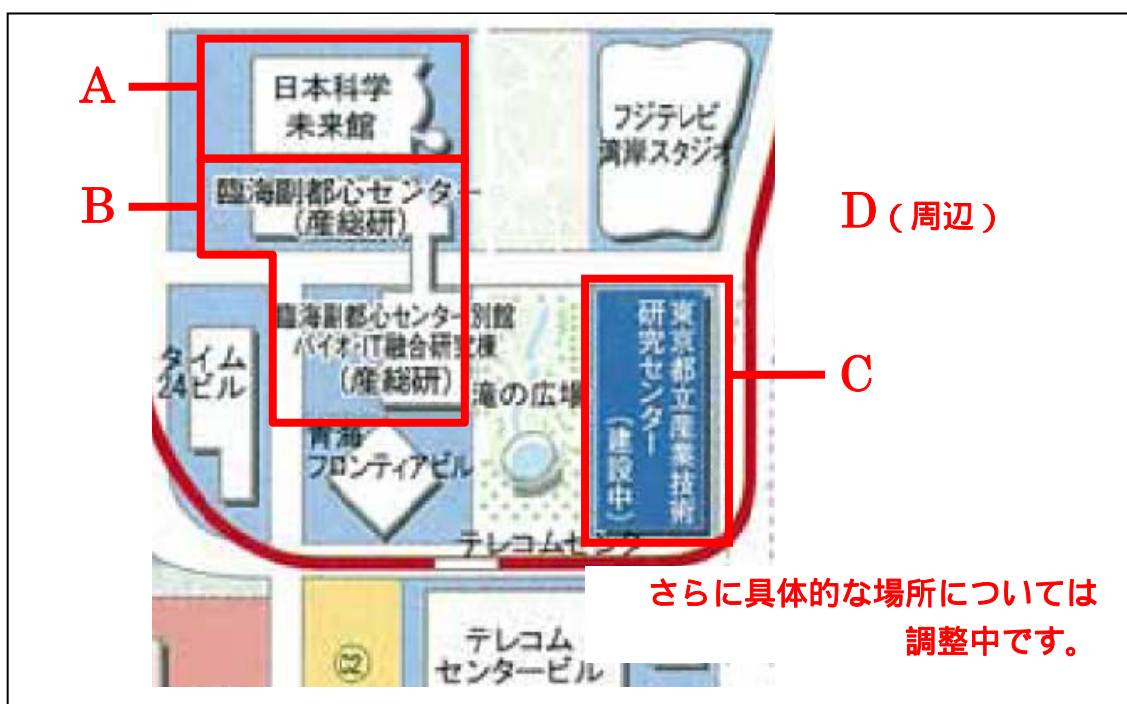 A
日本科学
未来館
フジテレビ
湾岸スタジオ
B
臨海副都心センター
(産総研)
D(周辺)
臨海副都心センター別館
バイオ・IT融合研究棟
(産総研)
タイム
24ビル
滝の広場
東京都立産業技術
研究センター
(建設中)
C
青海
フロンティアビル
テレコムセンター
さらに具体的な場所については
調整中です。
テレコム
センタービル